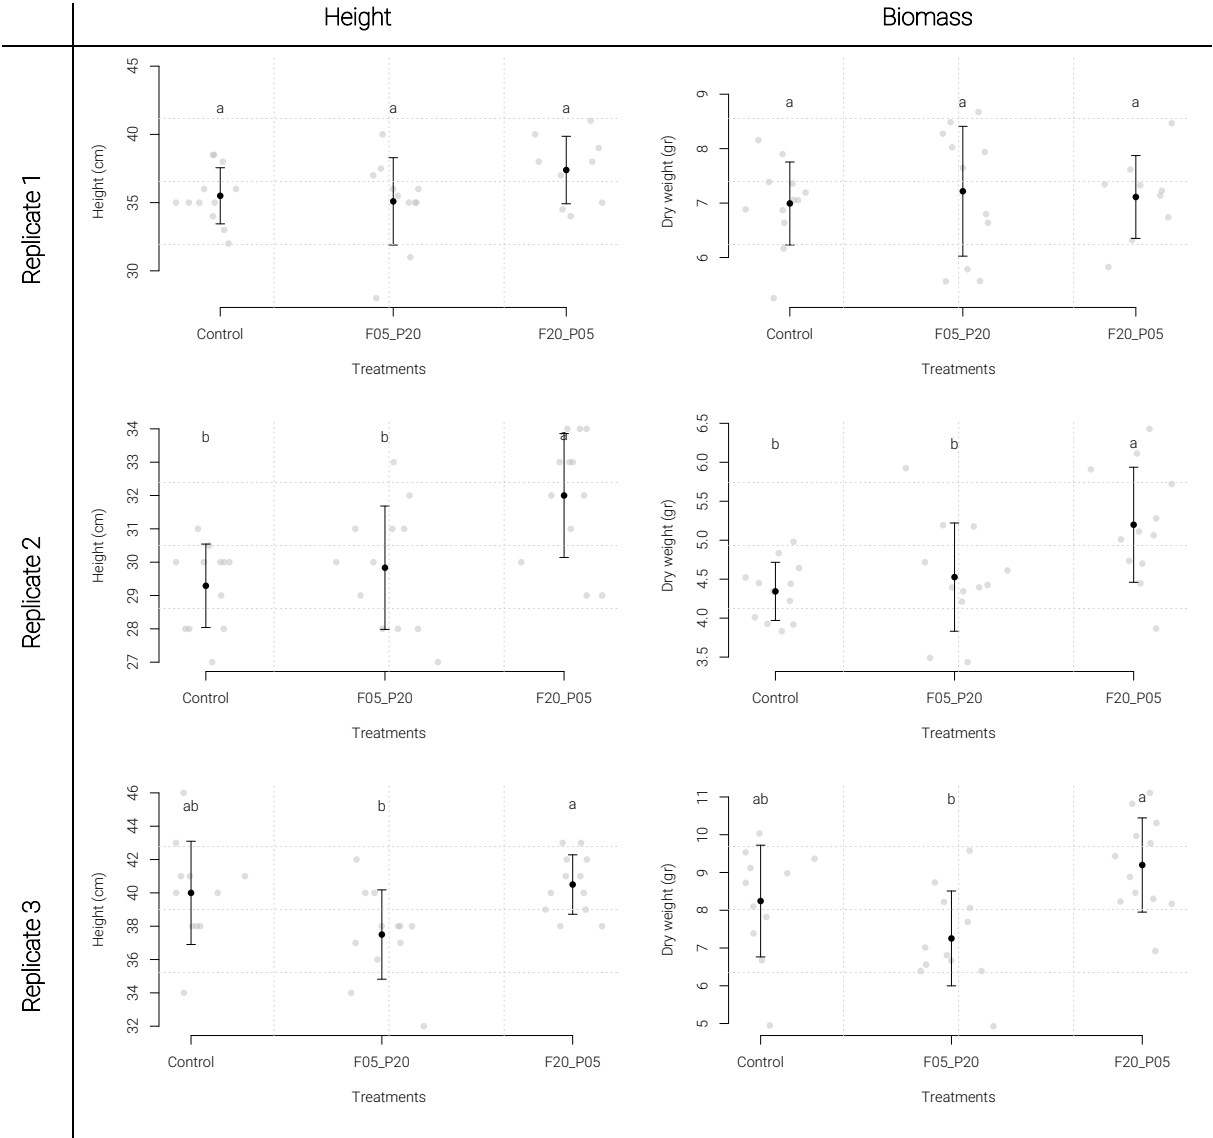 Height
Biomass
Replicate 1
Height (cm)
45
40
35
30
a
a
a
Control
F05_P20
F20_P05
Treatments
Dry weight (gr)
9
8
7
6
a
a
a
Control
F05_P20
F20_P05
Treatments
Replicate 2
Height (cm)
34
33
32
31
30
29
28
27
b
b
a
Control
F05_P20
F20_P05
Treatments
Dry weight (gr)
6.5
6.0
5.5
5.0
4.5
4.0
3.5
b
b
a
Control
F05_P20
F20_P05
Treatments
Replicate 3
Height (cm)
46
44
42
40
38
36
34
32
ab
b
a
Control
F05_P20
F20_P05
Treatments
Dry weight (gr)
11
10
9
8
7
6
5
ab
b
a
Control
F05_P20
F20_P05
Treatments